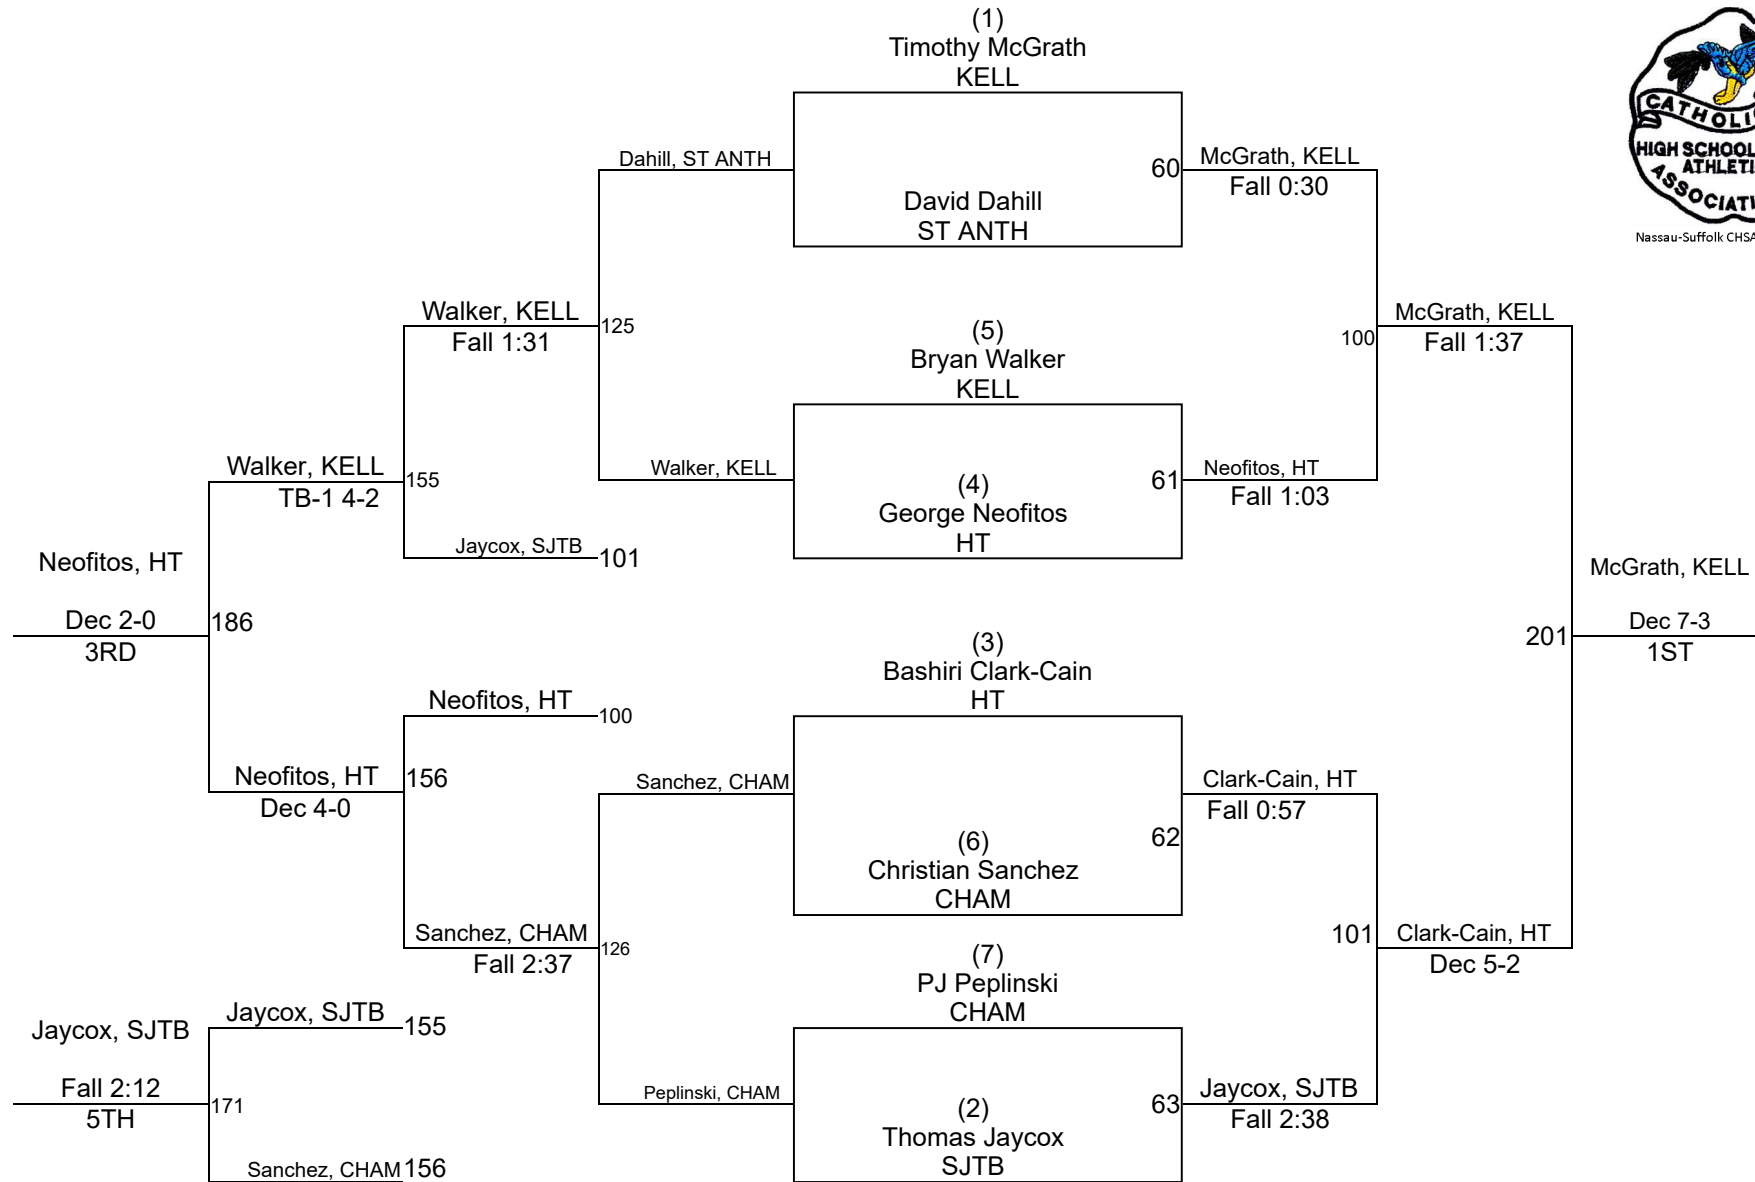 (1)
Timothy McGrath
KELL
David Dahill
ST ANTH
60
McGrath, KELL
Fall 0:30
Dahill, ST ANTH
(5)
Bryan Walker
KELL
(4)
George Neofitos
HT
61
Neofitos, HT
Fall 1:03
Walker, KELL
100
McGrath, KELL
Fall 1:37
Walker, KELL
Fall 1:31
125
Walker, KELL
TB-1 4-2
155
Jaycox, SJTB
101
Neofitos, HT
Dec 2-0
3RD
186
McGrath, KELL
Dec 7-3
1ST
201
(3)
Bashiri Clark-Cain
HT
(6)
Christian Sanchez
CHAM
62
Clark-Cain, HT
Fall 0:57
Sanchez, CHAM
Neofitos, HT
100
Neofitos, HT
Dec 4-0
156
Sanchez, CHAM
Fall 2:37
126
101
Clark-Cain, HT
Dec 5-2
(7)
PJ Peplinski
CHAM
(2)
Thomas Jaycox
SJTB
63
Jaycox, SJTB
Fall 2:38
Peplinski, CHAM
Jaycox, SJTB
155
Jaycox, SJTB
Fall 2:12
5TH
171
Sanchez, CHAM
156
HIGH SCHOOL
Nassau-Suffolk